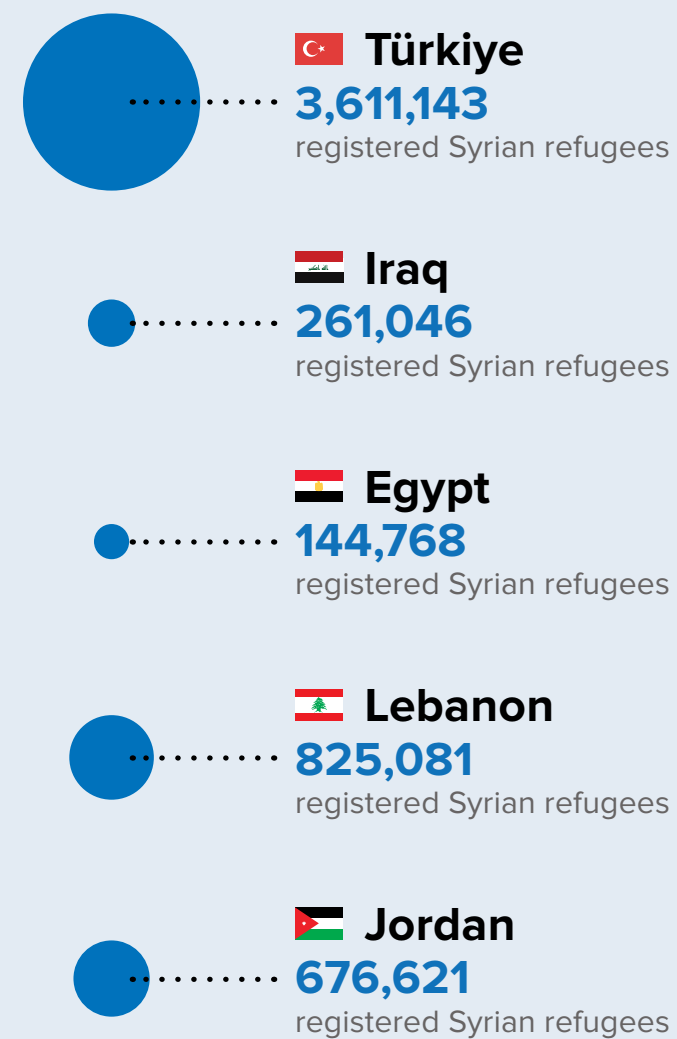 Türkiye
3,611,143
registered Syrian refugees
Iraq
261,046
registered Syrian refugees
Egypt
144,768
registered Syrian refugees
Lebanon
825,081
registered Syrian refugees
Jordan
676,621
registered Syrian refugees